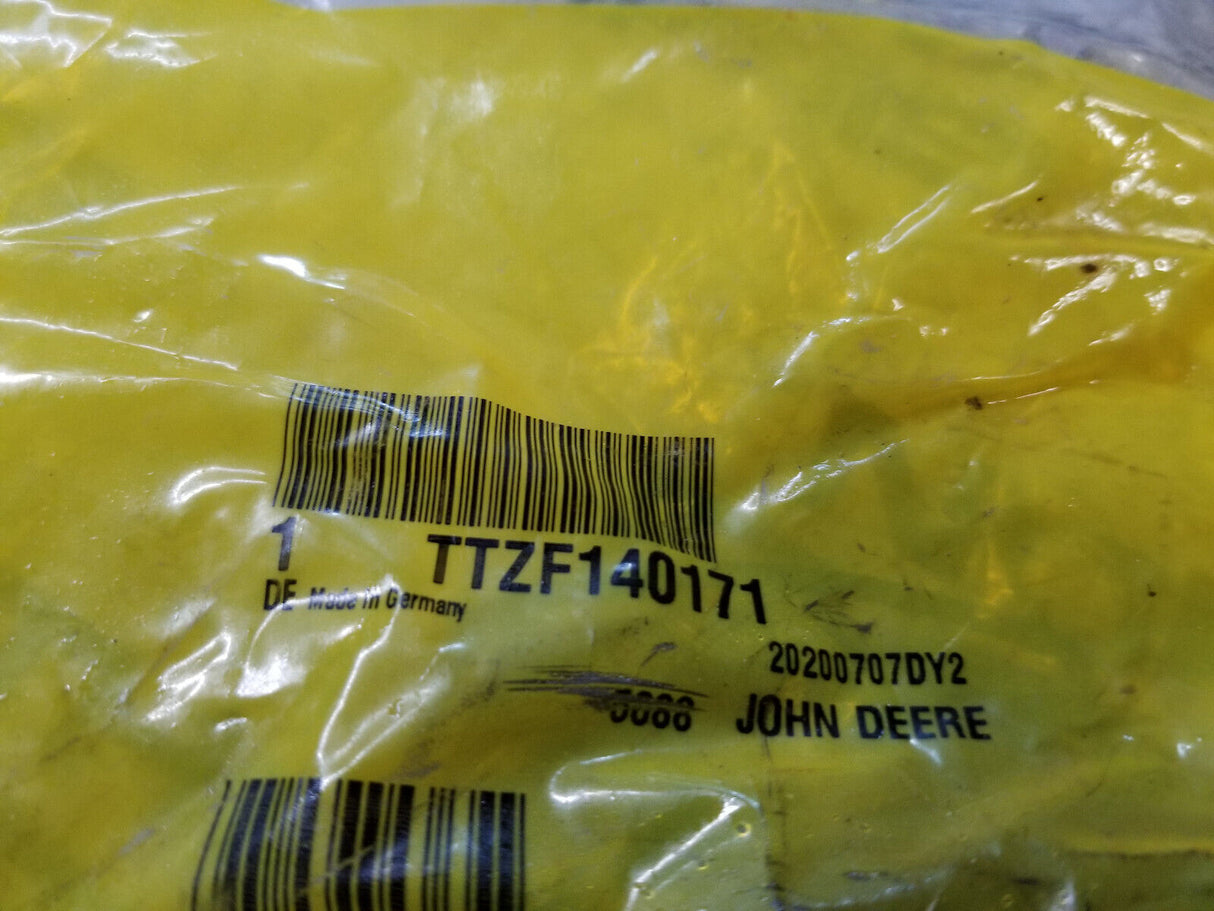 1 TTZF140171
DE Made in Germany
20200707DY2
JOHN DEERE